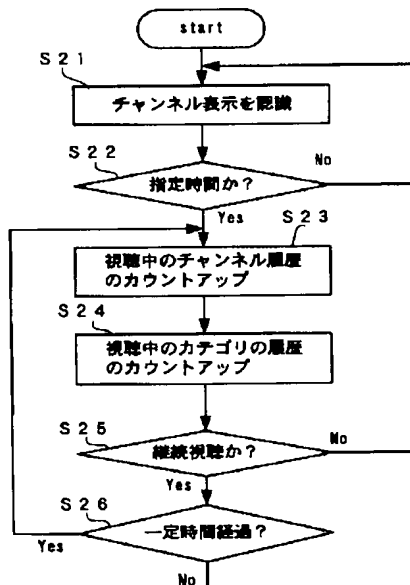 start
S21
チャンネル表示を認識
S22
指定時間か？
No
Yes
S23
視聴中のチャンネル履歴
のカウントアップ
S24
視聴中のカテゴリの履歴
のカウントアップ
S25
継続視聴か？
No
Yes
S26
一定時間経過？
Yes
No